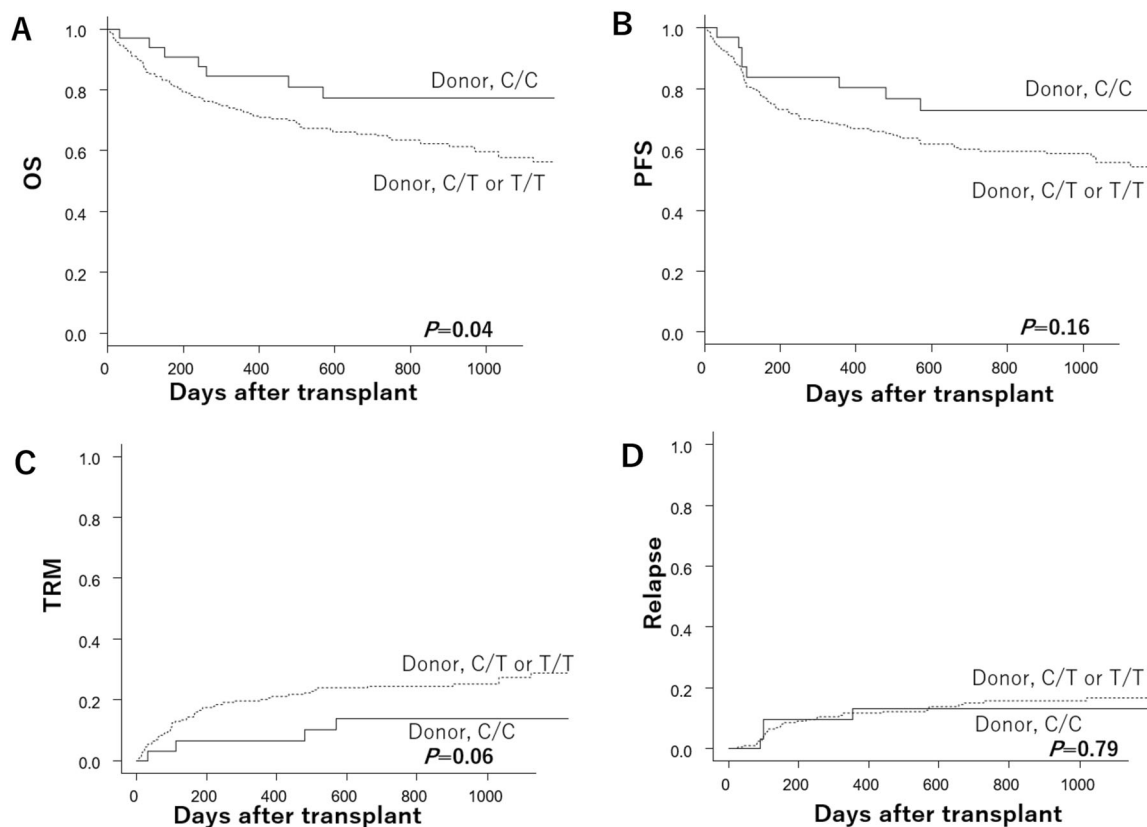 A
1.0
0.8
0.6
0.4
0.2
0.0
OS
Donor, C/C
Donor, C/T or T/T
P=0.04
0 200 400 600 800 1000
Days after transplant
B
1.0
0.8
0.6
0.4
0.2
0.0
PFS
Donor, C/C
Donor, C/T or T/T
P=0.16
0 200 400 600 800 1000
Days after transplant
C
1.0
0.8
0.6
0.4
0.2
0.0
TRM
Donor, C/T or T/T
Donor, C/C
P=0.06
0 200 400 600 800 1000
Days after transplant
D
1.0
0.8
0.6
0.4
0.2
0.0
Relapse
Donor, C/T or T/T
Donor, C/C
P=0.79
0 200 400 600 800 1000
Days after transplant